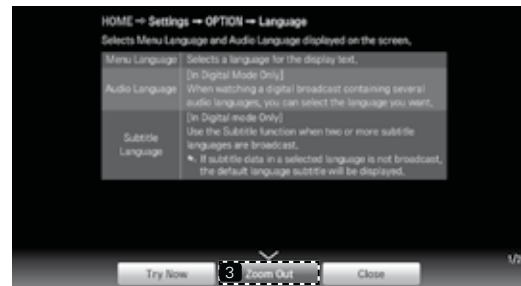 HOME ⇨ Settings ➞ OPTION ➞ Language
Selects Menu Language and Audio Language displayed on the screen,
Menu Language Selects a language for the display text.
Audio Language
[In Digital Mode Only]
When watching a digital broadcast containing several
audio languages, you can select the language you want.
Subtitle
Language
[In Digital mode Only]
Use the Subtitle function when two or more subtitle
languages are broadcast.
If subtitle data in a selected language is not broadcast,
the default language subtitle will be displayed.
1/2
Try Now 3 Zoom Out Close